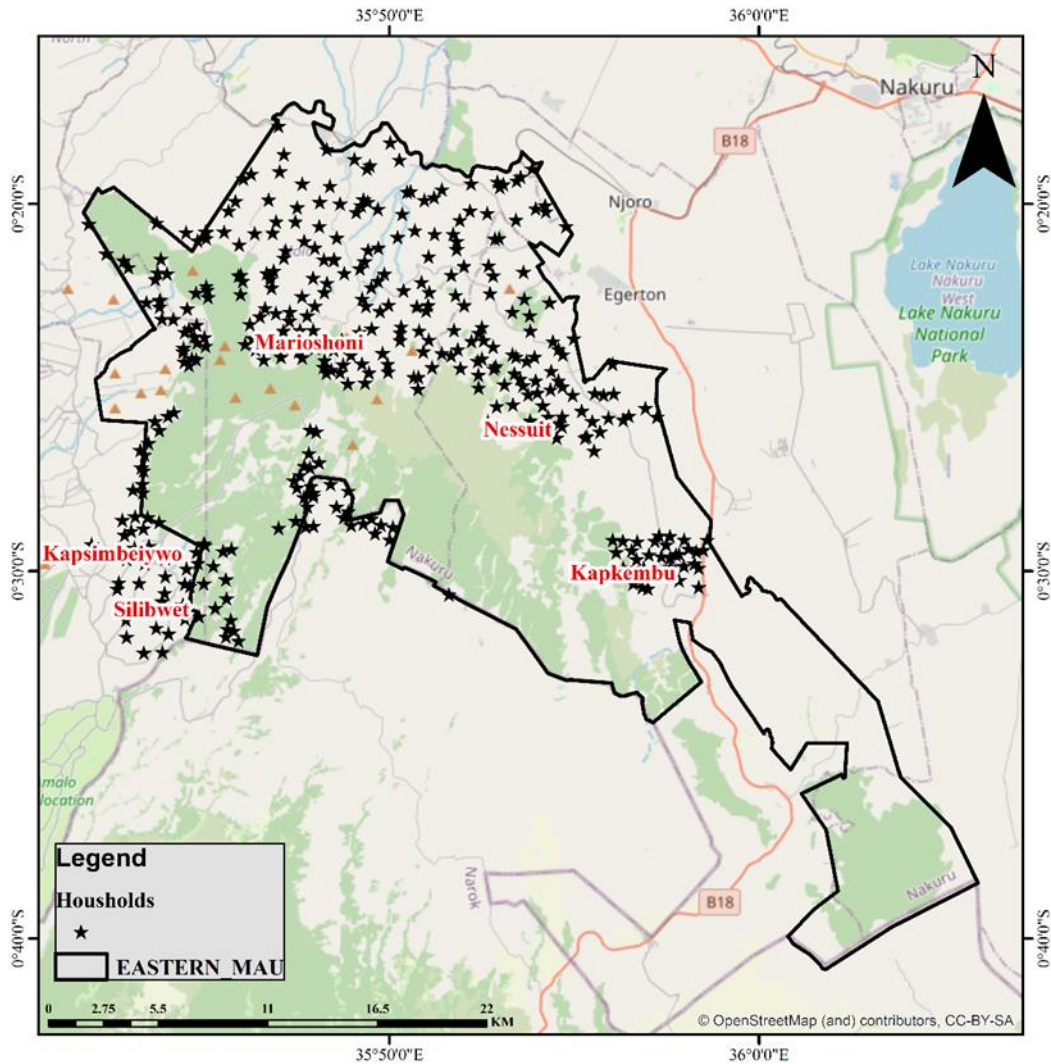 35°50'0"E
36°0'0"E
North
N
Nakuru
B18
0°20'0"S
0°20'0"S
Njoro
Lake Nakuru
Nakuru
West
Lake Nakuru
National
Park
Egerton
Marioshoni
Nessuit
Kapsimbeiywo
Nakuru
Kapkembu
0°30'0"S
0°30'0"S
Silibwet
amalo
location
Legend
Housholds
EASTERN_MAU
Narok
Nakuru
B18
0°40'0"S
0°40'0"S
0 2.75 5.5 11 16.5 22
KM
© OpenStreetMap (and) contributors, CC-BY-SA
35°50'0"E
36°0'0"E